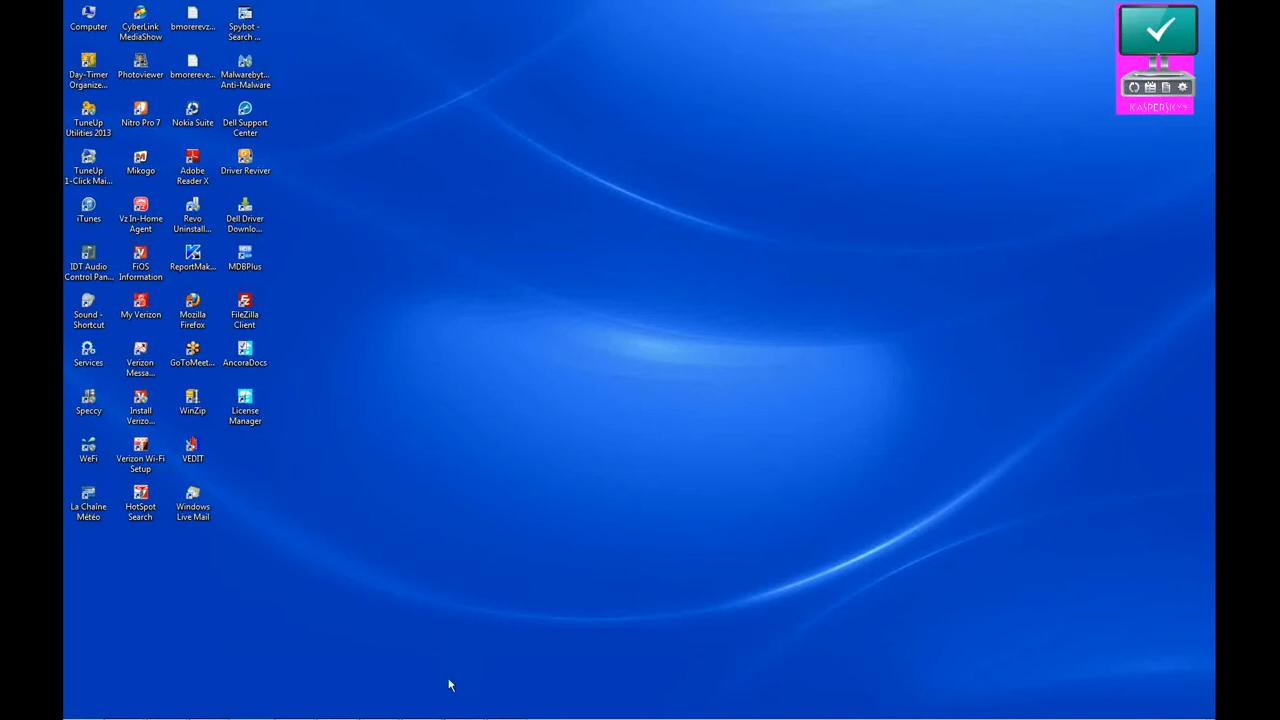 Computer
CyberLink
MediaShow
bmorerevz...
Spybot -
Search ...
Day-Timer
Organize...
Photoviewer
bmorereve...
Malwarebyt...
Anti-Malware
TuneUp
Utilities 2013
Nitro Pro 7
Nokia Suite
Dell Support
Center
TuneUp
1-Click Mai...
Mikogo
Adobe
Reader X
Driver Reviver
iTunes
Vz In-Home
Agent
Revo
Uninstall...
Dell Driver
Downlo...
IDT Audio
Control Pan...
FiOS
Information
ReportMak...
MDBPlus
Sound -
Shortcut
My Verizon
Mozilla
Firefox
FileZilla
Client
Services
Verizon
Messa...
GoToMeet...
AncoraDocs
Speccy
Install
Verizo...
WinZip
License
Manager
WeFi
Verizon Wi-Fi
Setup
VEDIT
La Chaîne
Météo
HotSpot
Search
Windows
Live Mail
KASPERSKY